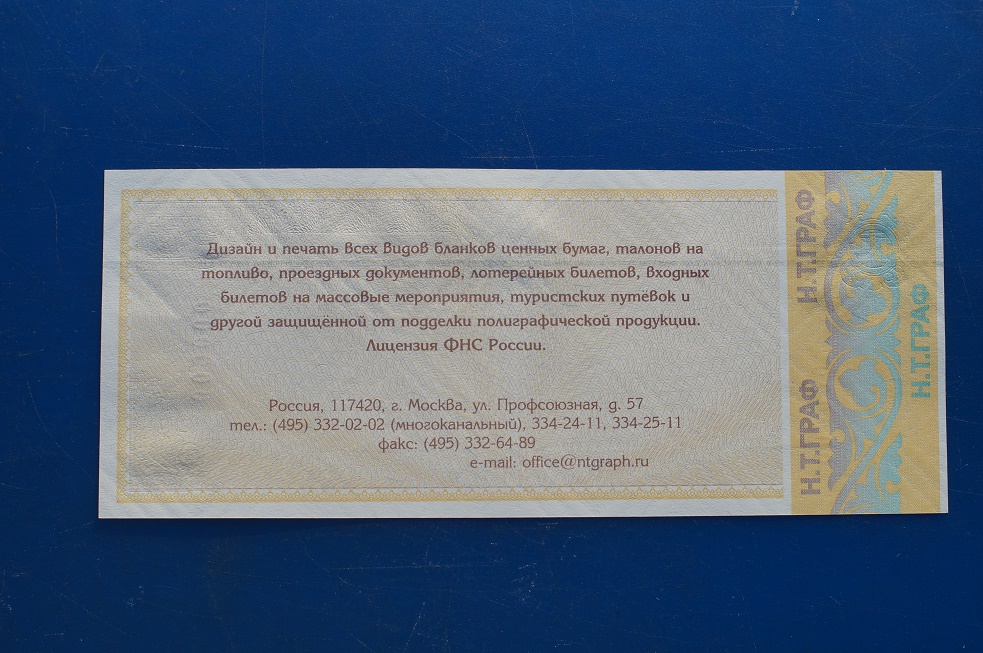 Дизайн и печать всех видов бланков ценных бумаг, талонов на
топливо, проездных документов, лотерейных билетов, входных
билетов на массовые мероприятия, туристских путёвок и
другой защищённой от подделки полиграфической продукции.
Лицензия ФНС России.
Россия, 117420, г. Москва, ул. Профсоюзная, д. 57
тел.: (495) 332-02-02 (многоканальный), 334-24-11, 334-25-11
факс: (495) 332-64-89
e-mail: office@ntgraph.ru
Н.Т.ГРАФ
Н.Т.ГРАФ
Н.Т.ГРАФ